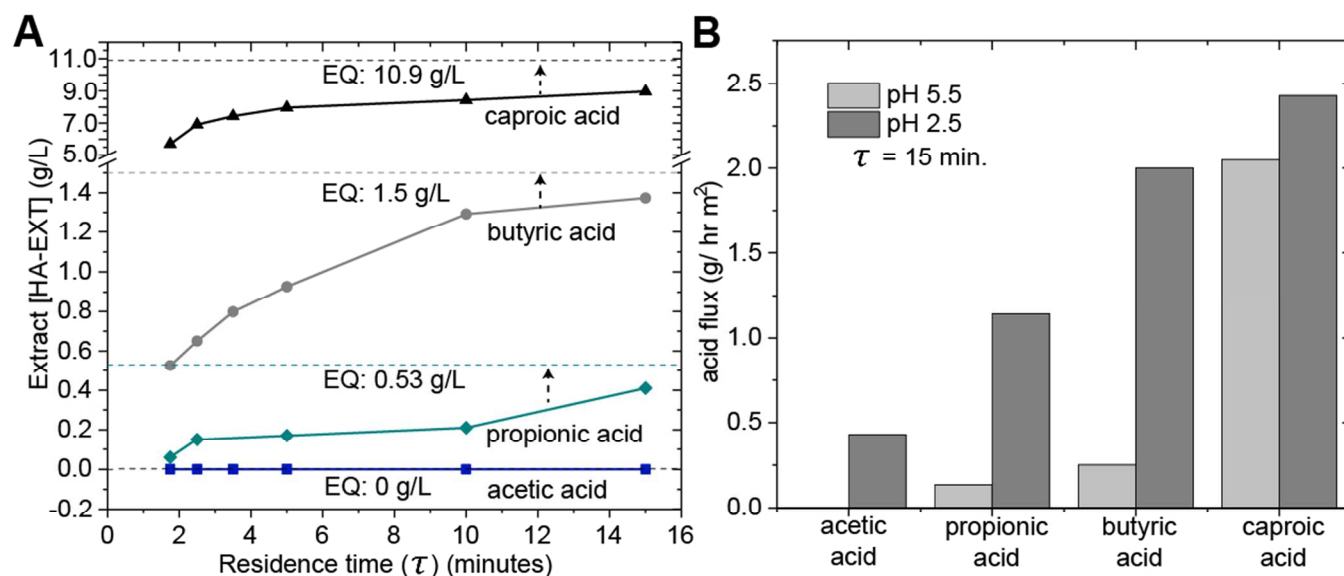 A
Extract [HA-EXT] (g/L)
11.0
9.0
7.0
5.0
1.4
1.2
1.0
0.8
0.6
0.4
0.2
0.0
-0.2
EQ: 10.9 g/L
caproic acid
EQ: 1.5 g/L
butyric acid
EQ: 0.53 g/L
propionic acid
EQ: 0 g/L
acetic acid
0 2 4 6 8 10 12 14 16
Residence time (τ) (minutes)
B
acid flux (g/ hr m²)
2.5
2.0
1.5
1.0
0.5
0.0
pH 5.5
pH 2.5
τ = 15 min.
acetic acid
propionic acid
butyric acid
caproic acid